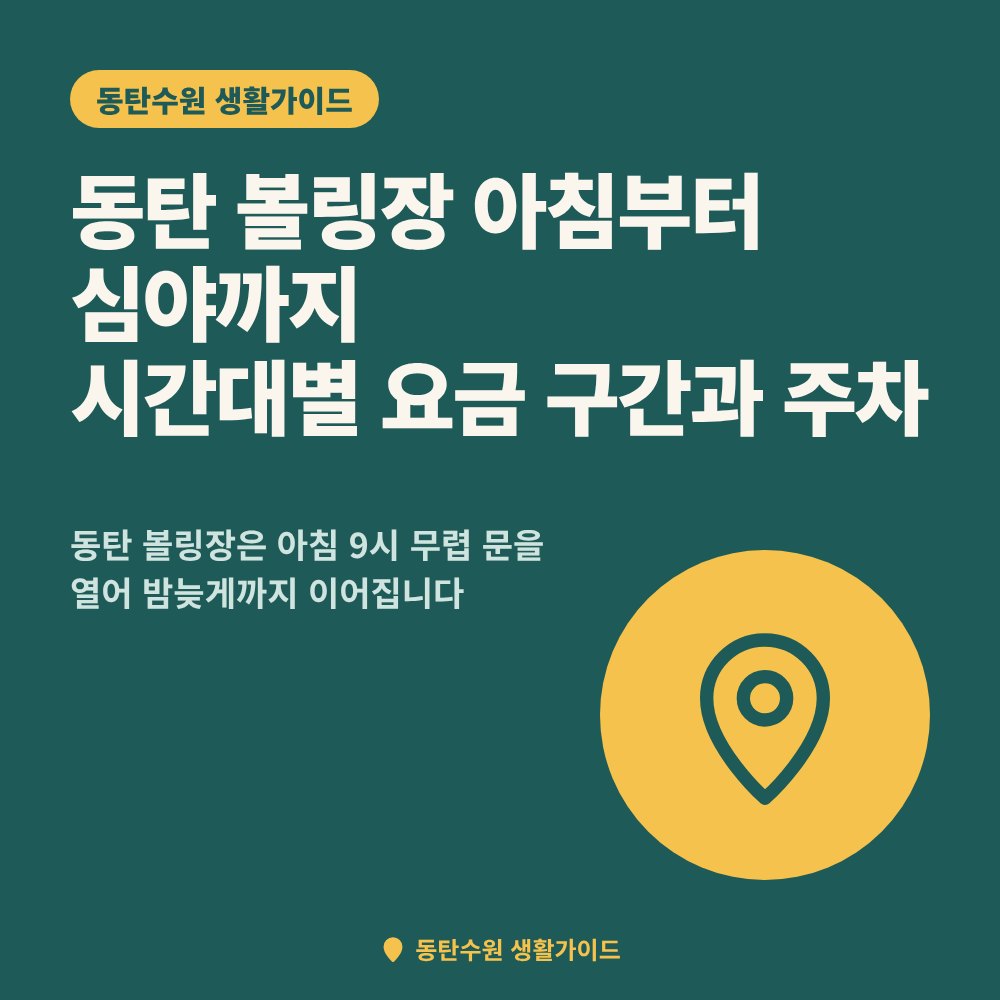 동탄수원 생활가이드
동탄 볼링장 아침부터
심야까지
시간대별 요금 구간과 주차
동탄 볼링장은 아침 9시 무렵 문을
열어 밤늦게까지 이어집니다
동탄수원 생활가이드